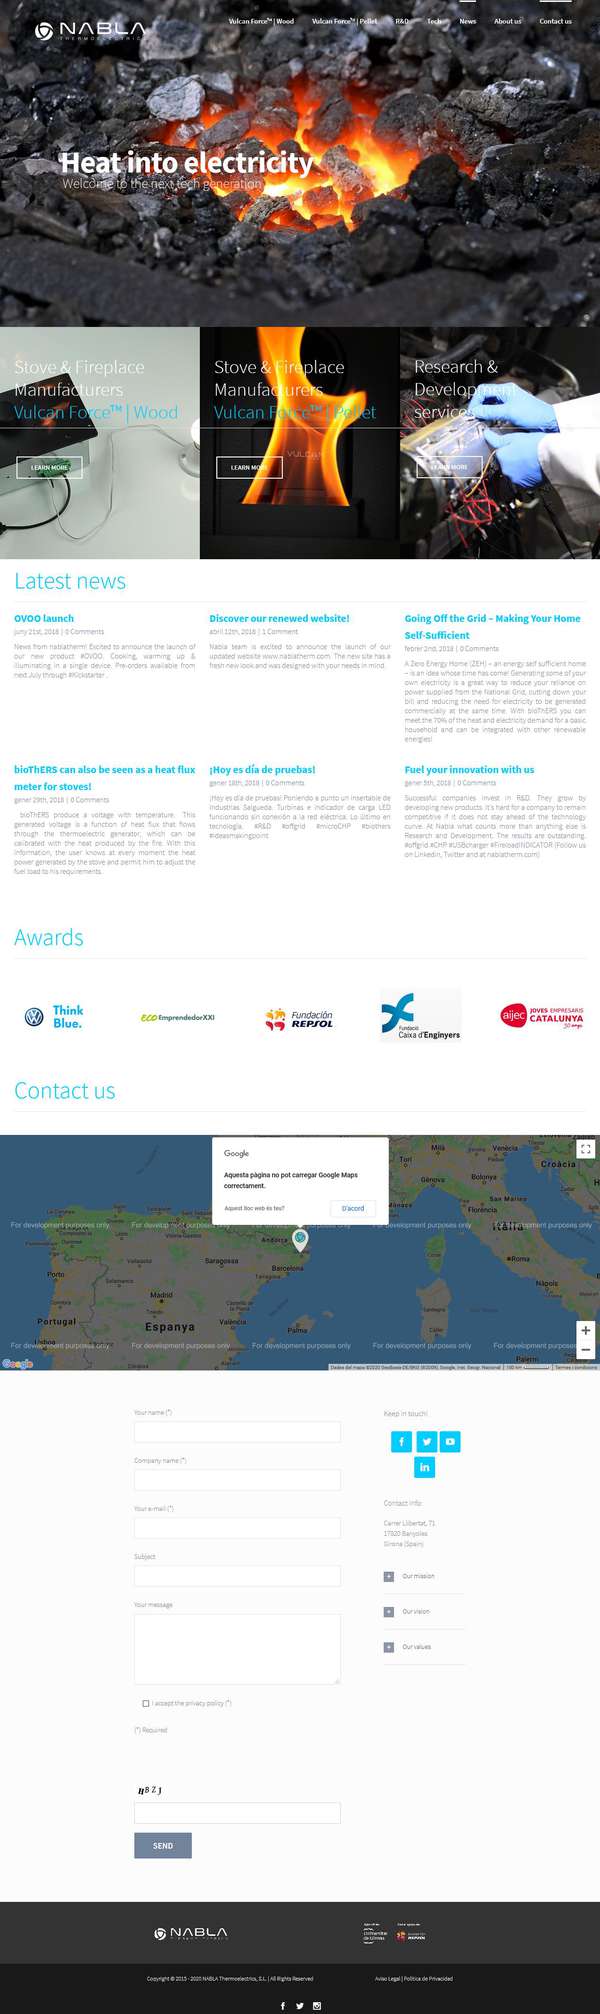 NABLA
THERMOELECTRICS
Vulcan Force™ | Wood
Vulcan Force™ | Pellet
R&D
Tech
News
About us
Contact us
Heat into electricity
Welcome to the next tech generation
Stove & Fireplace
Manufacturers
Vulcan Force™ | Wood
LEARN MORE
Stove & Fireplace
Manufacturers
Vulcan Force™ | Pellet
VULCAN
LEARN MORE
Research &
Development
services
LEARN MORE
Latest news
OVOO launch
juny 21st, 2018 | 0 Comments
News from nablatherm! Excited to announce the launch of
our new product #OVOO. Cooking, warming up &
illuminating in a single device. Pre-orders available from
next July through #Kickstarter .
Discover our renewed website!
abril 12th, 2018 | 1 Comment
Nabla team is excited to announce the launch of our
updated website www.nablatherm.com. The new site has a
fresh new look and was designed with your needs in mind.
Going Off the Grid – Making Your Home
Self-Sufficient
febrer 2nd, 2018 | 0 Comments
A Zero Energy Home (ZEH) – an energy self sufficient home
– is an idea whose time has come! Generating some of your
own electricity is a great way to reduce your reliance on
power supplied from the National Grid, cutting down your
bill and reducing the need for electricity to be generated
commercially at the same time. With bioThERS you can
meet the 70% of the heat and electricity demand for a basic
household and can be integrated with other renewable
energies!
bioThERS can also be seen as a heat flux
meter for stoves!
gener 29th, 2018 | 0 Comments
bioThERS produce a voltage with temperature. This
generated voltage is a function of heat flux that flows
through the thermoelectric generator, which can be
calibrated with the heat produced by the fire. With this
information, the user knows at every moment the heat
power generated by the stove and permit him to adjust the
fuel load to his requirements.
¡Hoy es día de pruebas!
gener 18th, 2018 | 0 Comments
¡Hoy es día de pruebas! Poniendo a punto un insertable de
Industrias Salgueda. Turbinas e indicador de carga LED
funcionando sin conexión a la red eléctrica. Lo último en
tecnología. #R&D #offgrid #microCHP #biothers
#ideasmakingpoint
Fuel your innovation with us
gener 5th, 2018 | 0 Comments
Successful companies invest in R&D. They grow by
developing new products. It's hard for a company to remain
competitive if it does not stay ahead of the technology
curve. At Nabla what counts more than anything else is
Research and Development. The results are outstanding.
#offgrid #CHP #USBcharger #FireloadINDICATOR (Follow us
on Linkedin, Twitter and at nablatherm.com)
Awards
Think
Blue.
ECO EmprendedorXXI
Fundación
REPSOL
Fundació
Caixa d'Enginyers
aijec
JOVES EMPRESARIS
CATALUNYA
30 anys
Contact us
Google
Aquesta pàgina no pot carregar Google Maps
correctament.
Aquest lloc web és teu?
D'acord
For development purposes only
Andorra
Barcelona
Saragossa
Valladolid
Salamanca
Porto
Madrid
Portugal
Espanya
Lisboa
València
Palma
Torí
Milà
Venècia
Gènova
Bolonya
Florència
San Marino
Croàcia
Itàlia
Roma
Nàpols
Palerm
Google
Your name (*)
Company name (*)
Your e-mail (*)
Subject
Your message
I accept the privacy policy (*)
(*) Required
HBZJ
SEND
Keep in touch!
Contact info:
Carrer Llibertat, 71
17820 Banyoles
Girona (Spain)
Our mission
Our vision
Our values
NABLA
REPSOL
Copyright © 2015 - 2020 NABLA Thermoelectrics, S.L. | All Rights Reserved
Aviso Legal | Política de Privacidad